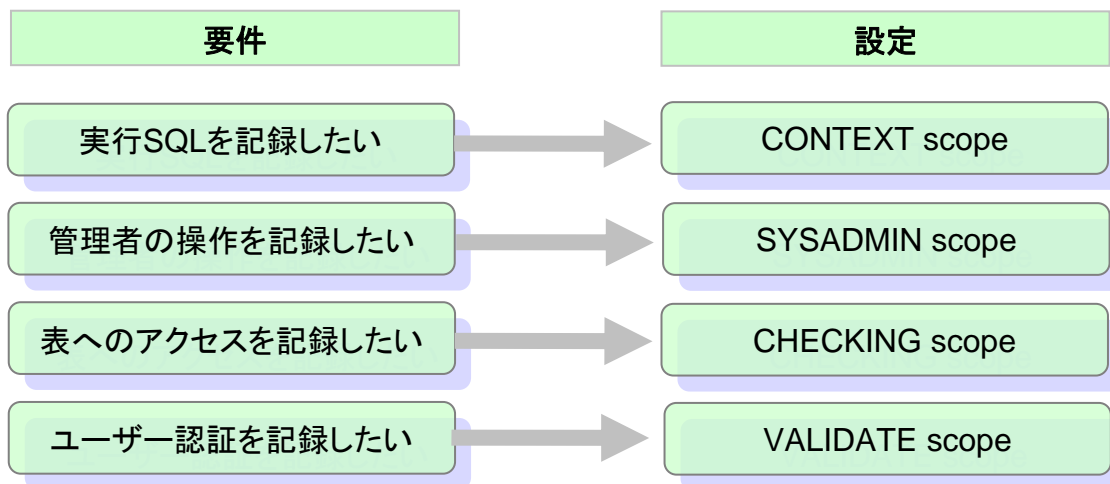 要件
設定
実行SQLを記録したい
CONTEXT scope
管理者の操作を記録したい
SYSADMIN scope
表へのアクセスを記録したい
CHECKING scope
ユーザー認証を記録したい
VALIDATE scope